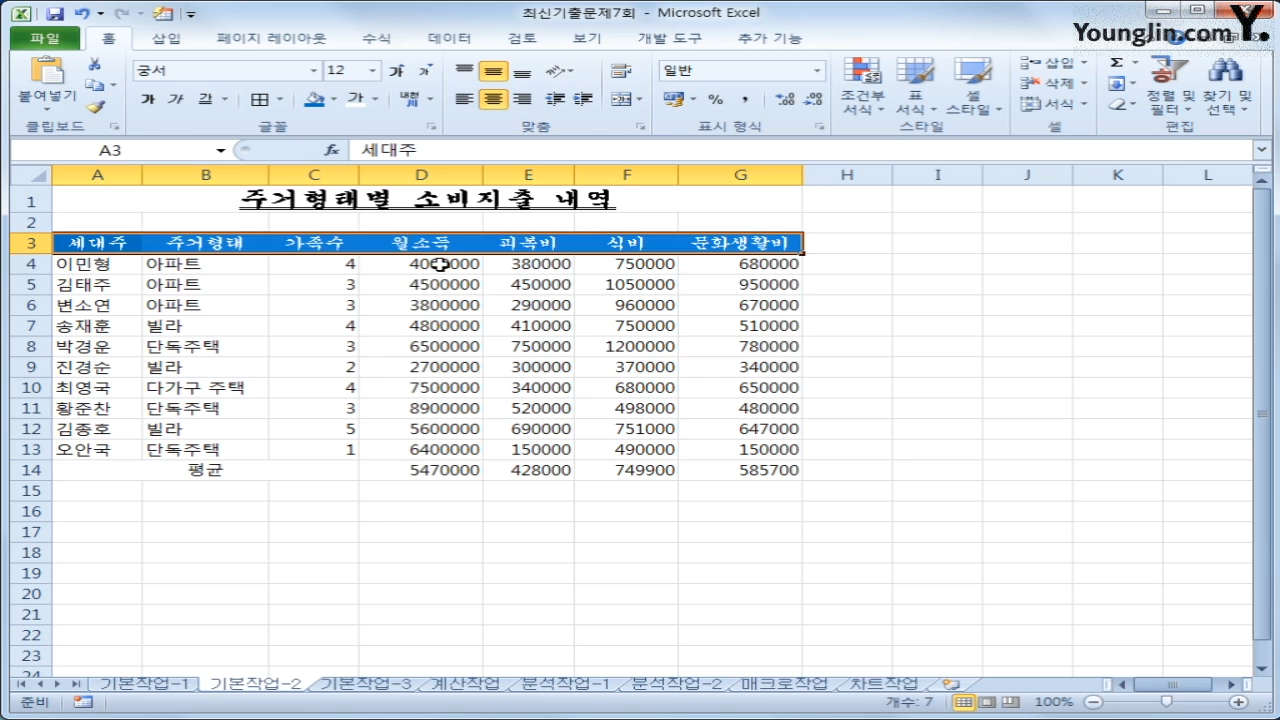 최신기출문제7회 - Microsoft Excel
YoungJin.com Y.
파일 홈 삽입 페이지 레이아웃 수식 데이터 검토 보기 개발 도구 추가 기능
붙여넣기
궁서 12 가 가
가 가 가 가 내천
일반
% ,
조건부 서식 표 서식 셀 스타일
삽입
삭제
서식
Σ
정렬 및 필터 찾기 및 선택
클립보드 글꼴 맞춤 표시 형식 스타일 셀 편집
A3 fx 세대주
A B C D E F G H I J K L
1 주거형태별 소비지출 내역
2
3 세대주 주거형태 가족수 월소득 피복비 식비 문화생활비
4 이민형 아파트 4 380000 750000 680000
5 김태주 아파트 3 4500000 450000 1050000 950000
6 변소연 아파트 3 3800000 290000 960000 670000
7 송재훈 빌라 4 4800000 410000 750000 510000
8 박경운 단독주택 3 6500000 750000 1200000 780000
9 진경순 빌라 2 2700000 300000 370000 340000
10 최영국 다가구 주택 4 7500000 340000 680000 650000
11 황준찬 단독주택 3 8900000 520000 498000 480000
12 김종호 빌라 5 5600000 690000 751000 647000
13 오안국 단독주택 1 6400000 150000 490000 150000
14 평균 5470000 428000 749900 585700
15
16
17
18
19
20
21
22
23
24
기본작업-1 기본작업-2 기본작업-3 계산작업 분석작업-1 분석작업-2 매크로작업 차트작업
준비 개수: 7 100%